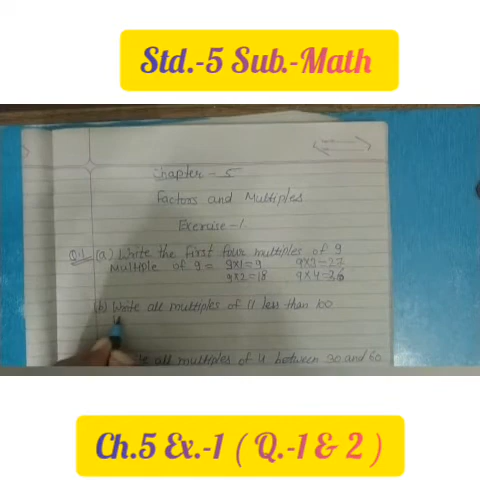 Std.-5 Sub.-Math
Chapter - 5
Factors and Multiples
Exercise - 1.
Q.1. (a) Write the first four multiples of 9
Multiple of 9 = 9x1=9 9x3=27
9x2=18 9x4=36
(b) Write all multiples of 11 less than 100
all multiples of 4 between 30 and 60
Ch.5 Ex.-1 ( Q.-1 & 2 )